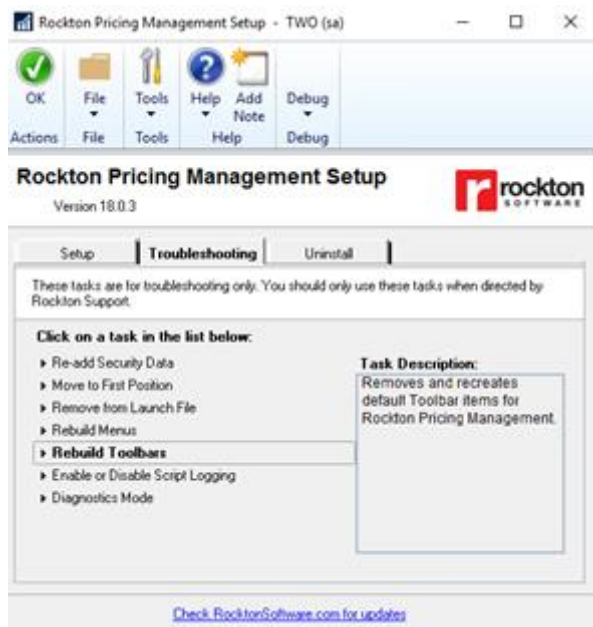 Rockton Pricing Management Setup - TWO (sa)
OK
File
Tools
Help
Add
Note
Debug
Actions
File
Tools
Help
Debug
Rockton Pricing Management Setup
Version 18.0.3
rockton
SOFTWARE
Setup
Troubleshooting
Uninstall
These tasks are for troubleshooting only. You should only use these tasks when directed by
Rockton Support.
Click on a task in the list below:
Re-add Security Data
Move to First Position
Remove from Launch File
Rebuild Menus
Rebuild Toolbars
Enable or Disable Script Logging
Diagnostics Mode
Task Description:
Removes and recreates
default Toolbar items for
Rockton Pricing Management.
Check RocktonSoftware.com for updates